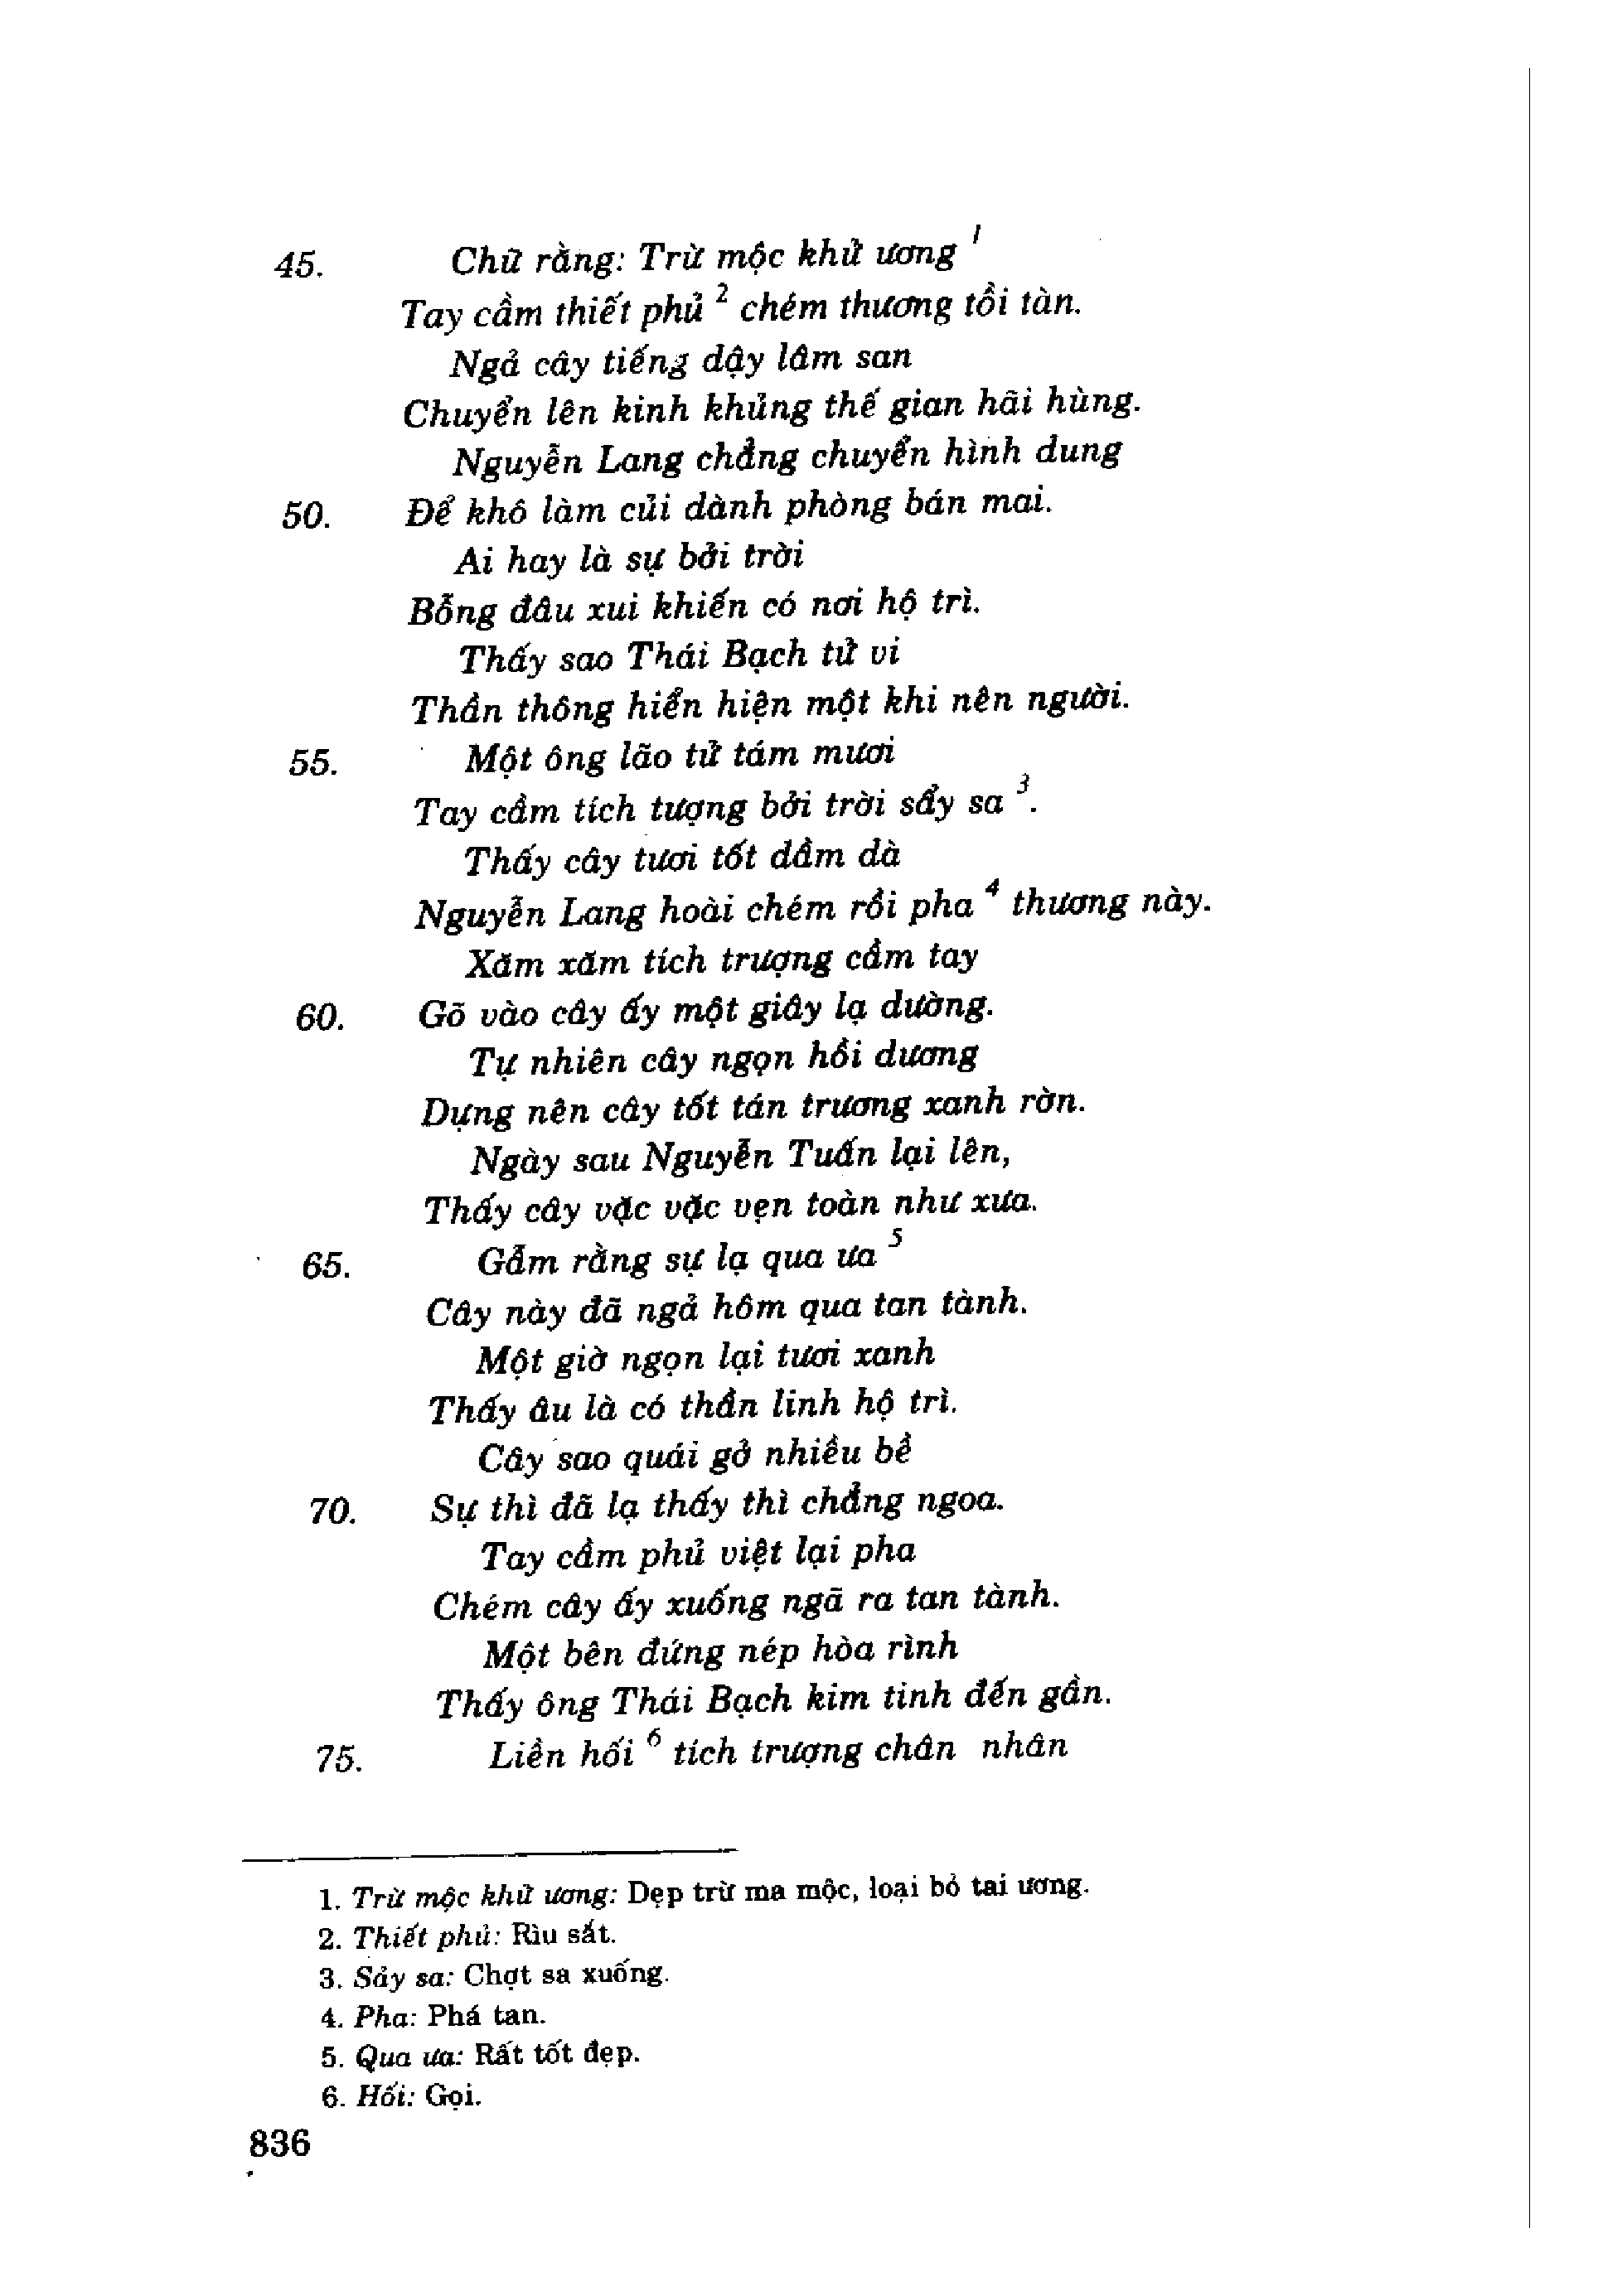 45. Chữ rằng: Trừ mộc khử ương 1
Tay cầm thiết phủ 2 chém thương tồi tàn.
Ngả cây tiếng dậy lâm san
Chuyển lên kinh khủng thế gian hãi hùng.
Nguyễn Lang chẳng chuyển hình dung
50. Để khô làm củi dành phòng bán mai.
Ai hay là sự bởi trời
Bỗng đâu xui khiến có nơi hộ trì.
Thấy sao Thái Bạch tử vi
Thần thông hiển hiện một khi nên người.
55. Một ông lão tử tám mươi
Tay cầm tích tượng bởi trời sẩy sa 3.
Thấy cây tươi tốt dầm dà
Nguyễn Lang hoài chém rồi pha 4 thương này.
Xăm xăm tích trượng cầm tay
60. Gõ vào cây ấy một giây lạ dường.
Tự nhiên cây ngọn hồi dương
Dựng nên cây tốt tán trương xanh rờn.
Ngày sau Nguyễn Tuấn lại lên,
Thấy cây vặc vặc vẹn toàn như xưa.
65. Gẫm rằng sự lạ qua ưa 5
Cây này đã ngả hôm qua tan tành.
Một giờ ngọn lại tươi xanh
Thấy âu là có thần linh hộ trì.
Cây sao quái gở nhiều bề
70. Sự thì đã lạ thấy thì chẳng ngoa.
Tay cầm phủ việt lại pha
Chém cây ấy xuống ngã ra tan tành.
Một bên đứng nép hòa rình
Thấy ông Thái Bạch kim tinh đến gần.
75. Liền hối 6 tích trượng chân nhân
1. Trừ mộc khử ương: Dẹp trừ ma mộc, loại bỏ tai ương.
2. Thiết phủ: Rìu sắt.
3. Sảy sa: Chợt sa xuống.
4. Pha: Phá tan.
5. Qua ưa: Rất tốt đẹp.
6. Hối: Gọi.
836